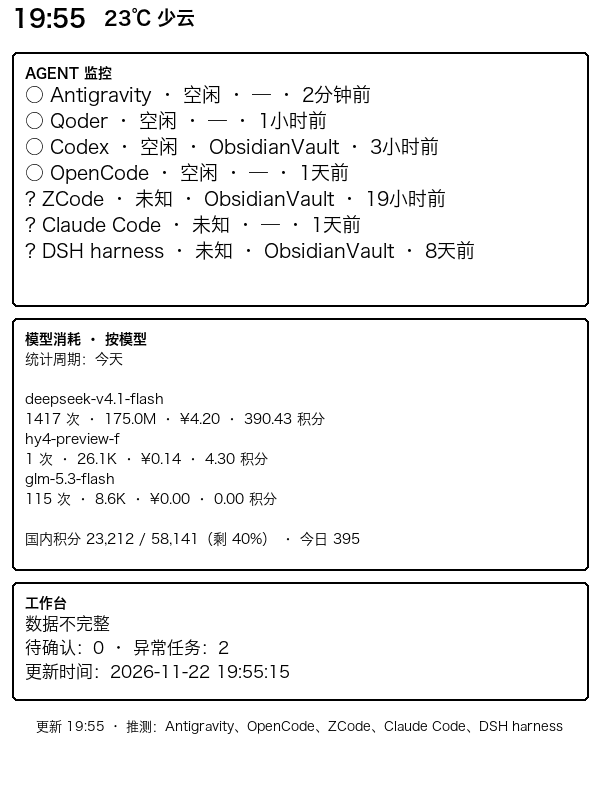 19:55 23℃ 少云
AGENT 监控
○ Antigravity · 空闲 · — · 2分钟前
○ Qoder · 空闲 · — · 1小时前
○ Codex · 空闲 · ObsidianVault · 3小时前
○ OpenCode · 空闲 · — · 1天前
? ZCode · 未知 · ObsidianVault · 19小时前
? Claude Code · 未知 · — · 1天前
? DSH harness · 未知 · ObsidianVault · 8天前
模型消耗 · 按模型
统计周期：今天
deepseek-v4.1-flash
1417 次 · 175.0M · ¥4.20 · 390.43 积分
hy4-preview-f
1 次 · 26.1K · ¥0.14 · 4.30 积分
glm-5.3-flash
115 次 · 8.6K · ¥0.00 · 0.00 积分
国内积分 23,212 / 58,141（剩 40%） · 今日 395
工作台
数据不完整
待确认：0 · 异常任务：2
更新时间：2026-11-22 19:55:15
更新 19:55 · 推测：Antigravity、OpenCode、ZCode、Claude Code、DSH harness